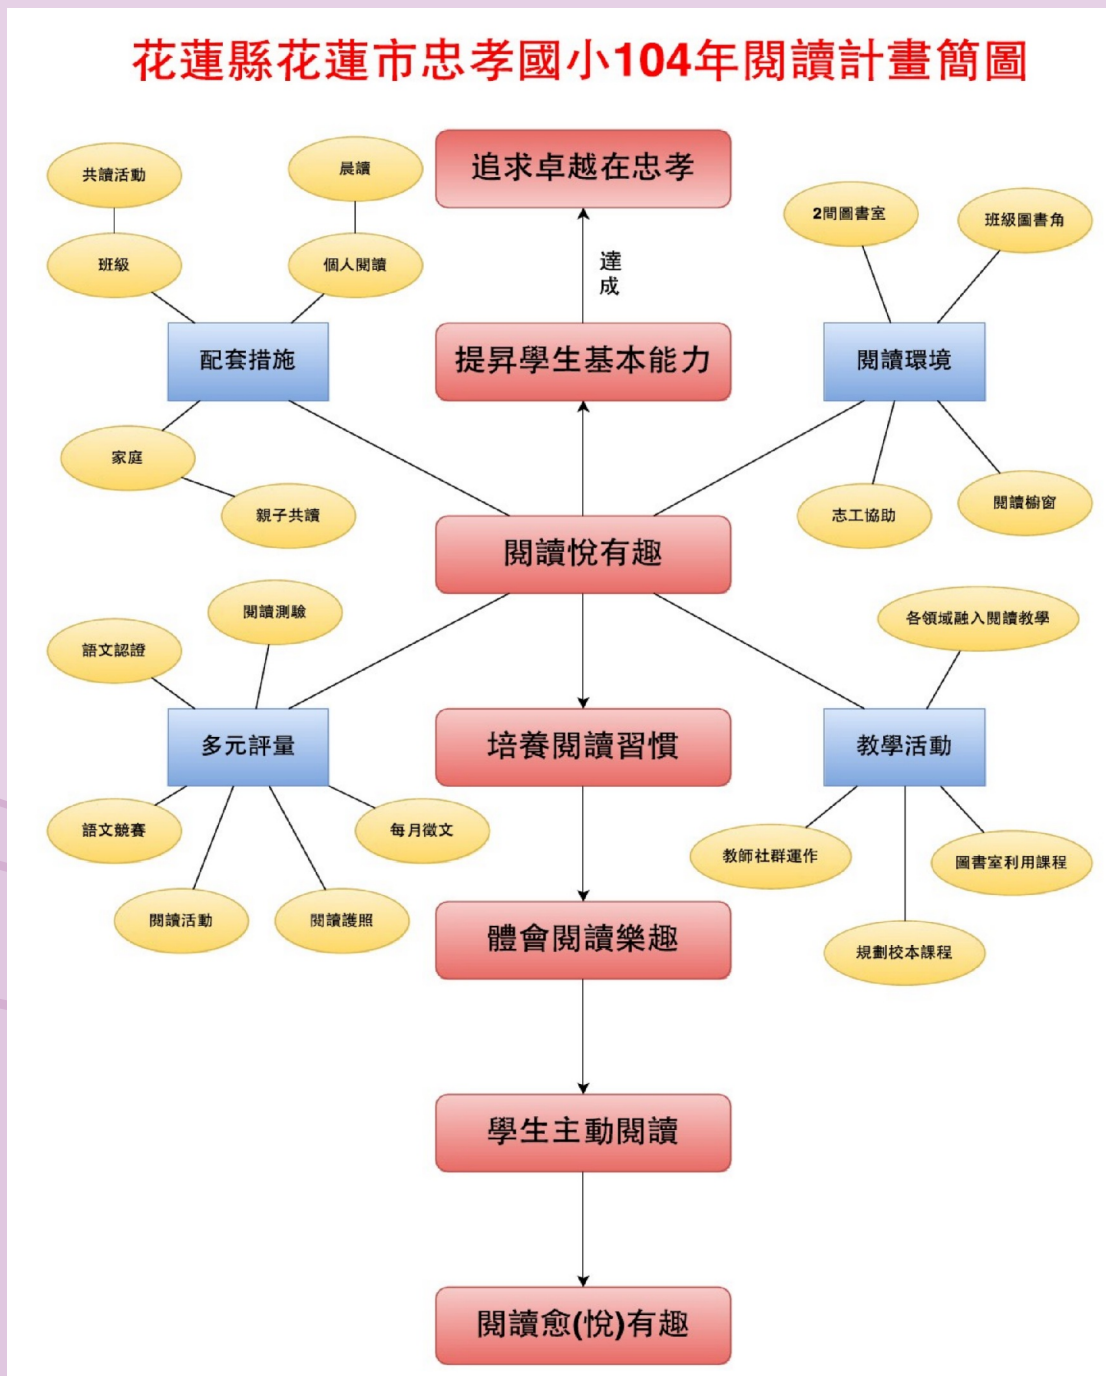 花蓮縣花蓮市忠孝國小104年閱讀計畫簡圖
追求卓越在忠孝
達
成
提昇學生基本能力
閱讀悅有趣
培養閱讀習慣
體會閱讀樂趣
學生主動閱讀
閱讀愈(悅)有趣
共讀活動
晨讀
班級
個人閱讀
配套措施
家庭
親子共讀
2間圖書室
班級圖書角
閱讀環境
志工協助
閱讀櫥窗
閱讀測驗
語文認證
多元評量
語文競賽
每月徵文
閱讀活動
閱讀護照
各領域融入閱讀教學
教學活動
教師社群運作
圖書室利用課程
規劃校本課程